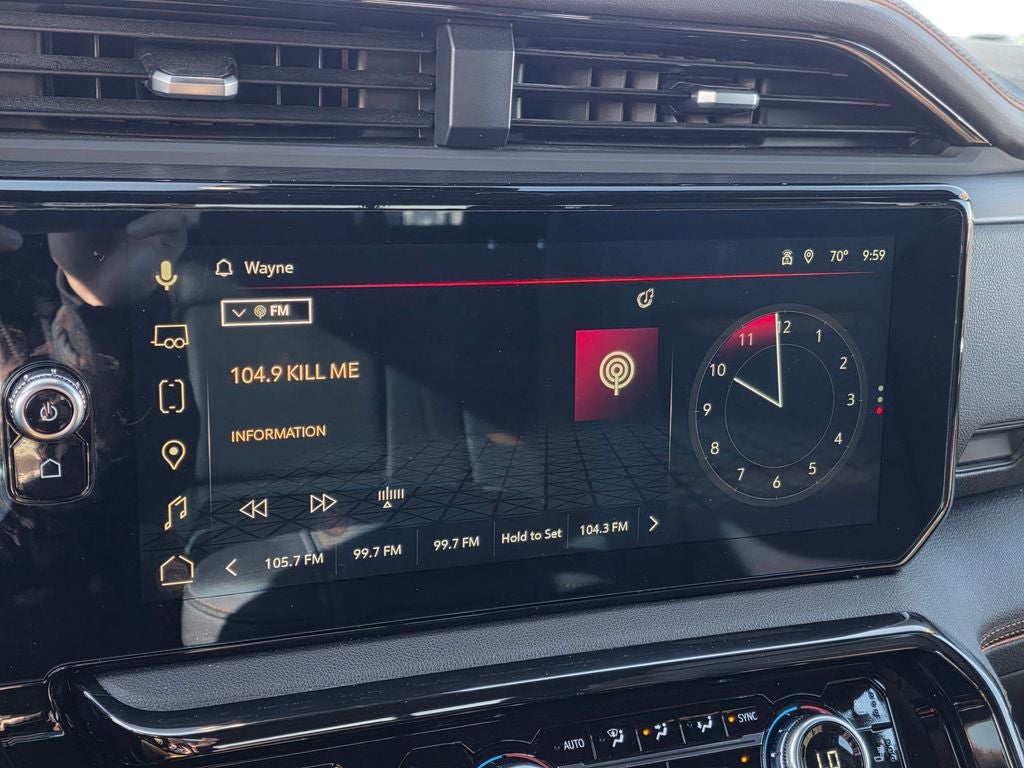 Wayne
70° 9:59
FM
104.9 KILL ME
INFORMATION
12
1
2
3
4
5
6
7
8
9
10
11
105.7 FM 99.7 FM 99.7 FM Hold to Set 104.3 FM
AUTO SYNC